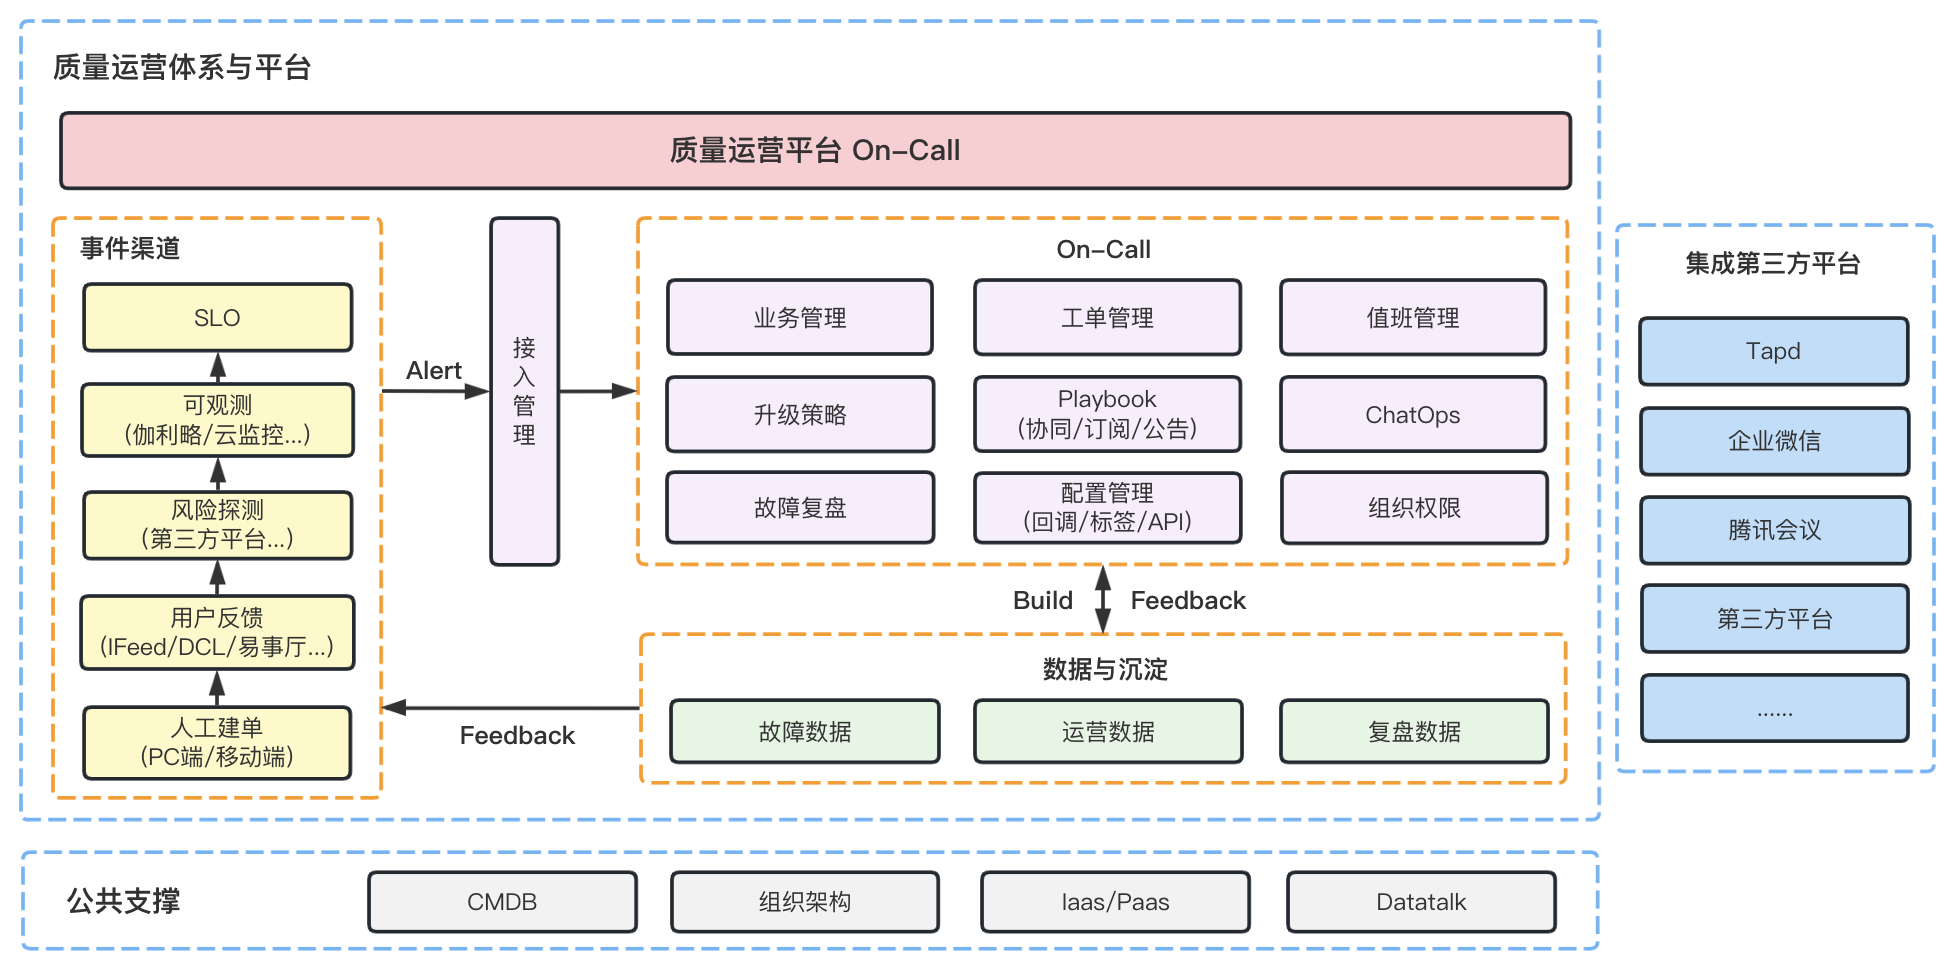 质量运营体系与平台
质量运营平台 On-Call
事件渠道
SLO
可观测
(伽利略/云监控...)
风险探测
(第三方平台...)
用户反馈
(IFeed/DCL/易事厅...)
人工建单
(PC端/移动端)
Alert
接
入
管
理
On-Call
业务管理
工单管理
值班管理
升级策略
Playbook
(协同/订阅/公告)
ChatOps
故障复盘
配置管理
(回调/标签/API)
组织权限
Build
Feedback
数据与沉淀
故障数据
运营数据
复盘数据
Feedback
集成第三方平台
Tapd
企业微信
腾讯会议
第三方平台
......
公共支撑
CMDB
组织架构
Iaas/Paas
Datatalk